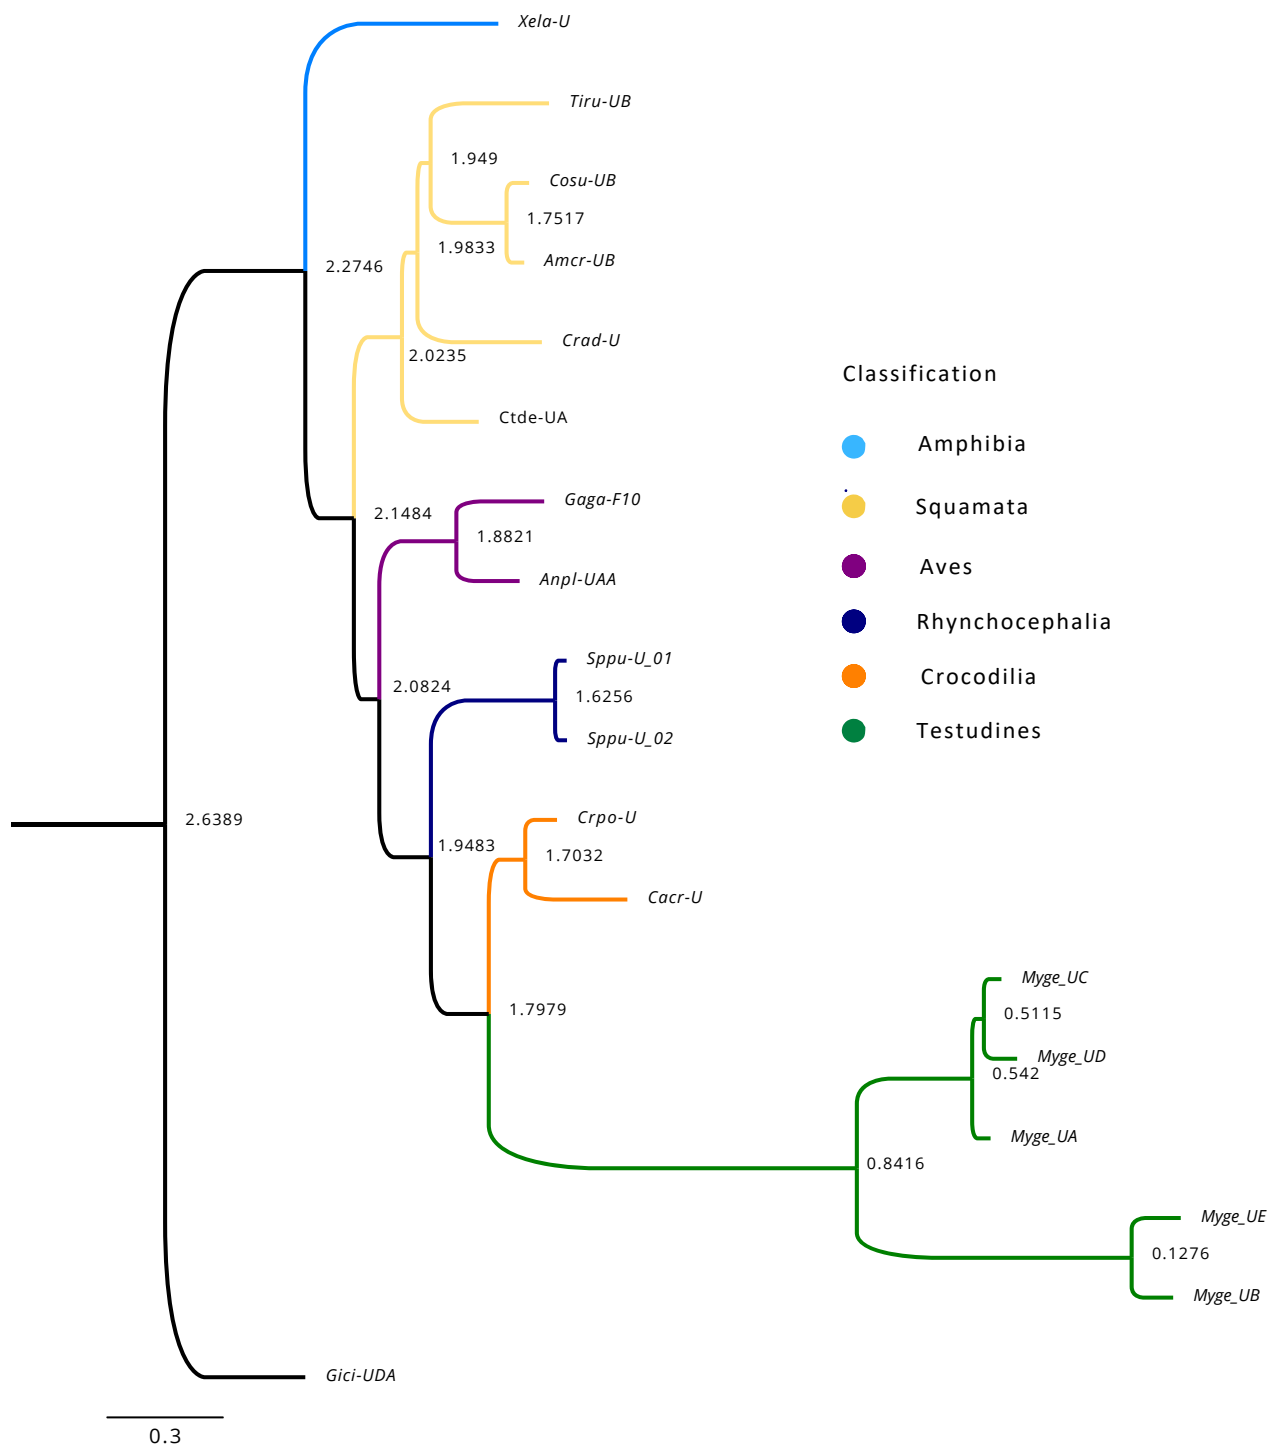 Xela-U
Tiru-UB
1.949
Cosu-UB
1.7517
1.9833
Amcr-UB
2.2746
Crad-U
2.0235
Ctde-UA
Gaga-F10
2.1484
1.8821
Anpl-UAA
Sppu-U_01
2.0824
1.6256
Sppu-U_02
Crpo-U
2.6389
1.9483
1.7032
Cacr-U
Myge_UC
1.7979
0.5115
Myge_UD
0.542
Myge_UA
0.8416
Myge_UE
0.1276
Myge_UB
Gici-UDA
0.3
Classification
Amphibia
Squamata
Aves
Rhynchocephalia
Crocodilia
Testudines